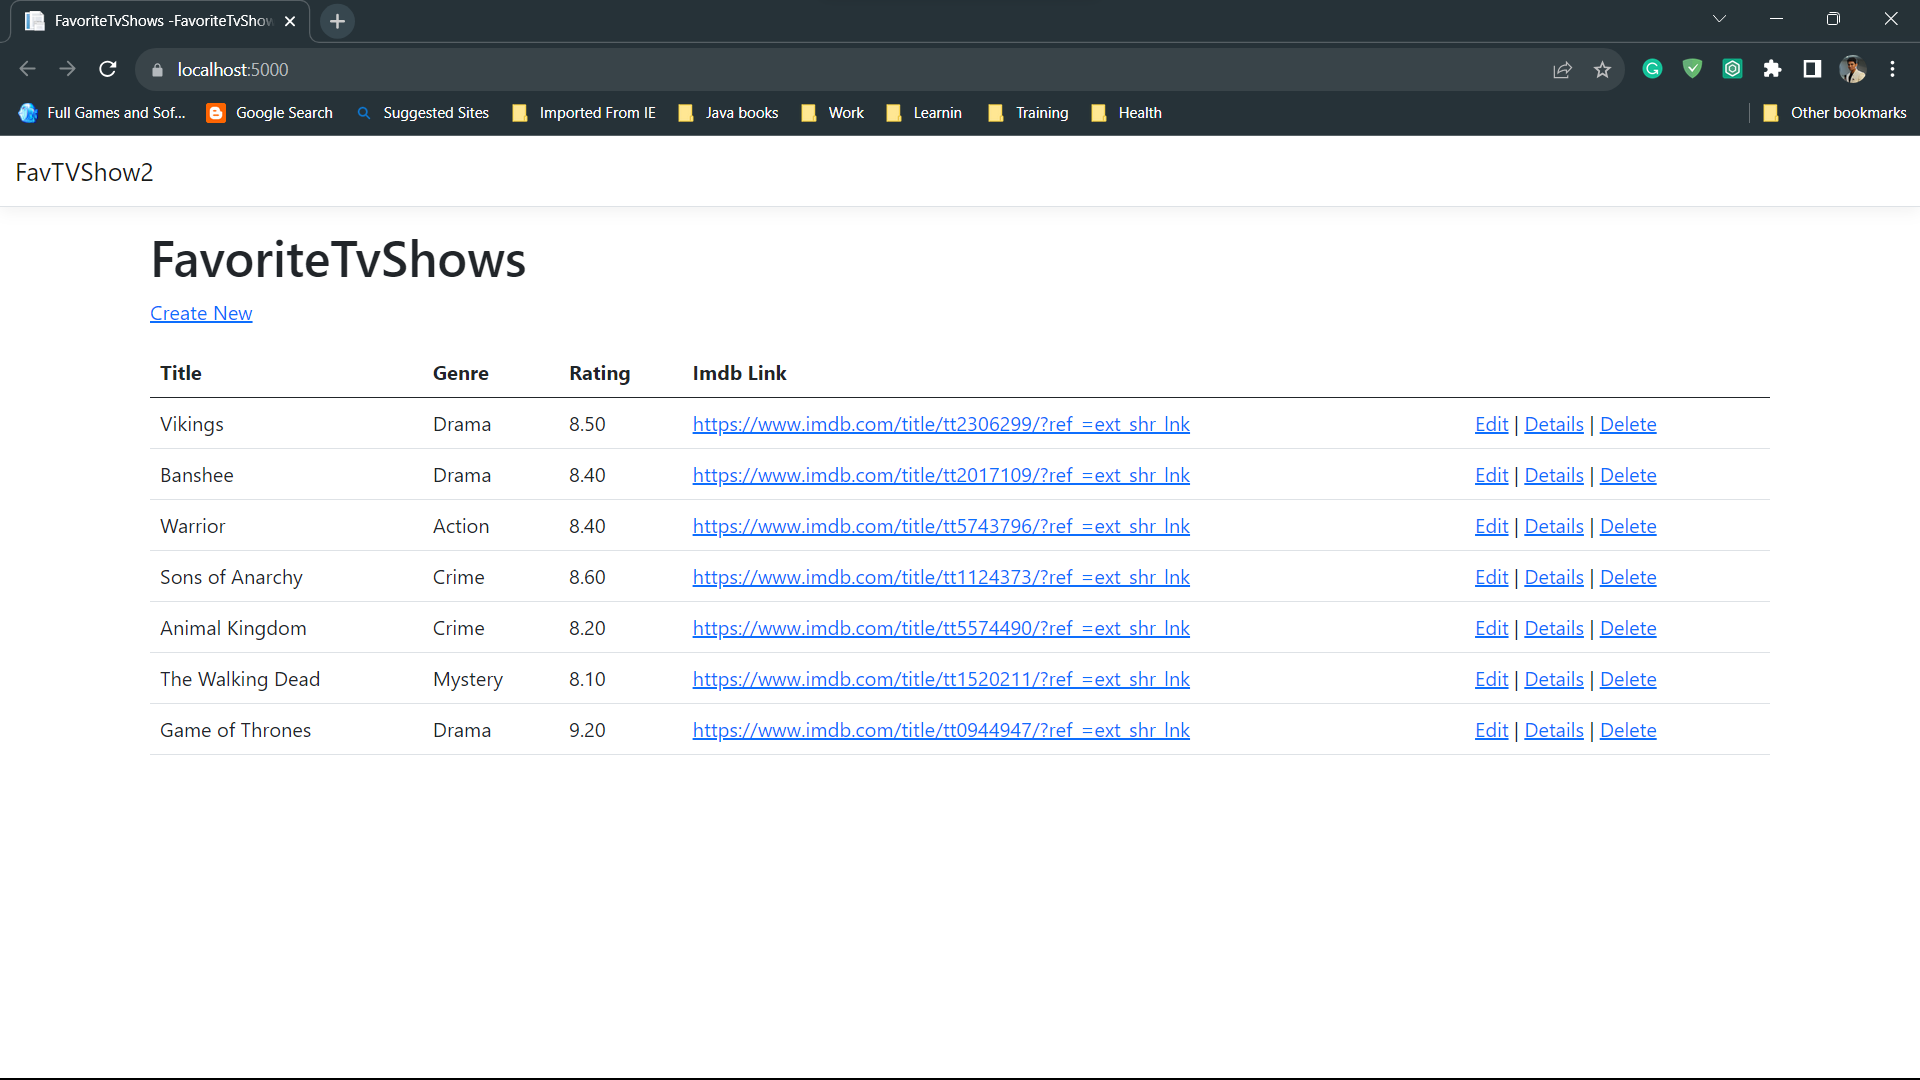 FavoriteTvShows -FavoriteTvShow
localhost:5000
Full Games and Sof... Google Search Suggested Sites Imported From IE Java books Work Learnin Training Health Other bookmarks
FavTVShow2
FavoriteTvShows
Create New
Title Genre Rating Imdb Link
Vikings Drama 8.50 https://www.imdb.com/title/tt2306299/?ref_=ext_shr_lnk Edit | Details | Delete
Banshee Drama 8.40 https://www.imdb.com/title/tt2017109/?ref_=ext_shr_lnk Edit | Details | Delete
Warrior Action 8.40 https://www.imdb.com/title/tt5743796/?ref_=ext_shr_lnk Edit | Details | Delete
Sons of Anarchy Crime 8.60 https://www.imdb.com/title/tt1124373/?ref_=ext_shr_lnk Edit | Details | Delete
Animal Kingdom Crime 8.20 https://www.imdb.com/title/tt5574490/?ref_=ext_shr_lnk Edit | Details | Delete
The Walking Dead Mystery 8.10 https://www.imdb.com/title/tt1520211/?ref_=ext_shr_lnk Edit | Details | Delete
Game of Thrones Drama 9.20 https://www.imdb.com/title/tt0944947/?ref_=ext_shr_lnk Edit | Details | Delete